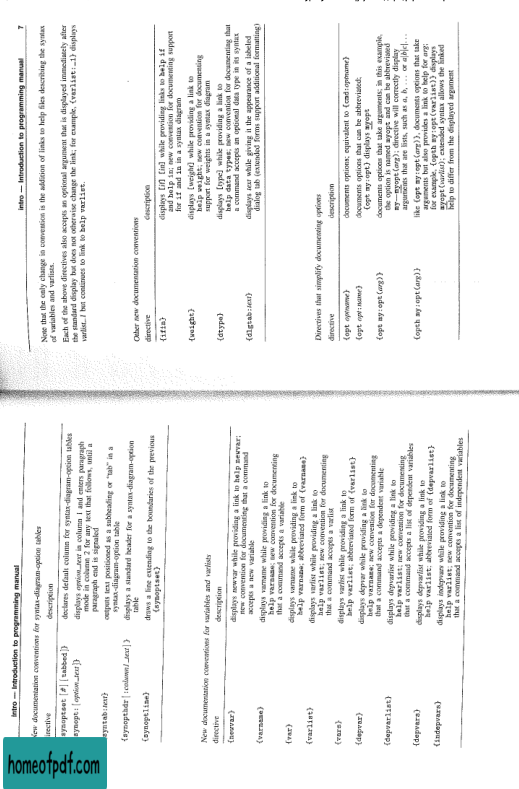 intro — Introduction to programming manual
New documentation conventions for syntax-diagram-option tables
directive description
synoptset [#] [tabbed]} declares default column for syntax-diagram-option tables
synopt:[option_text]} displays option_text in column 1 and enters paragraph
mode in column 2 for any text that follows, until a
paragraph end is signaled
syntab:text} outputs text positioned as a subheading or “tab” in a
syntax-diagram-option table
{synopthdr[:column1_text]} displays a standard header for a syntax-diagram-option
table
{synoptline} draws a line extending to the boundaries of the previous
{synoptset}
New documentation conventions for variables and varlists
directive description
{newvar} displays newvar while providing a link to help newvar;
new convention for documenting that a command
accepts a new variable
{varname} displays varname while providing a link to
help varname; new convention for documenting
that a command accepts a variable
{var} displays varname while providing a link to
help varname; abbreviated form of {varname}
{varlist} displays varlist while providing a link to
help varlist; new convention for documenting
that a command accepts a varlist
{vars} displays varlist while providing a link to
help varlist; abbreviated form of {varlist}
{depvar} displays depvar while providing a link to
help varname; new convention for documenting
that a command accepts a dependent variable
{depvarlist} displays depvarlist while providing a link to
help varlist; new convention for documenting
that a command accepts a list of dependent variables
{depvars} displays depvarlist while providing a link to
help varlist; abbreviated form of {depvarlist}
{indepvars} displays indepvars while providing a link to
help varlist; new convention for documenting
that a command accepts a list of independent variables
intro — Introduction to programming manual 7
Note that the only change in convention is the addition of links to help files describing the syntax
of variables and varlists.
Each of the above directives also accepts an optional argument that is displayed immediately after
the standard display but does not otherwise change the link; for example, {varlist:_1} displays
varlist_1 but continues to link to help varlist.
Other new documentation conventions
directive description
{ifin} displays [if] [in] while providing links to help if
and help in; new convention for documenting support
for if and in in a syntax diagram
{weight} displays [weight] while providing a link to
help weight; new convention for documenting
support for weights in a syntax diagram
{dtype} displays [type] while providing a link to
help data types; new convention for documenting that
a command accepts an optional data type in its syntax
{dlgtab:text} displays text while giving it the appearance of a labeled
dialog tab (extended forms support additional formatting)
Directives that simplify documenting options
directive description
{opt optname} documents options; equivalent to {cmd:optname}
{opt opt:name} documents options that can be abbreviated;
{opt my:opt} displays myopt
{opt my:opt(arg)} documents options that take arguments; in this example,
the option is named myopt and can be abbreviated
my—myopt(arg); directive will correctly display
arguments that are lists, such as a, b, ... or a|b|c|...
{opth my:opt(arg)} like {opt my:opt(arg)}, documents options that take
arguments but also provides a link to help for arg;
for example, {opth my:opt(varlist)} displays
myopt(varlist); extended syntax allows the linked
help to differ from the displayed argument
homeofpdf.com